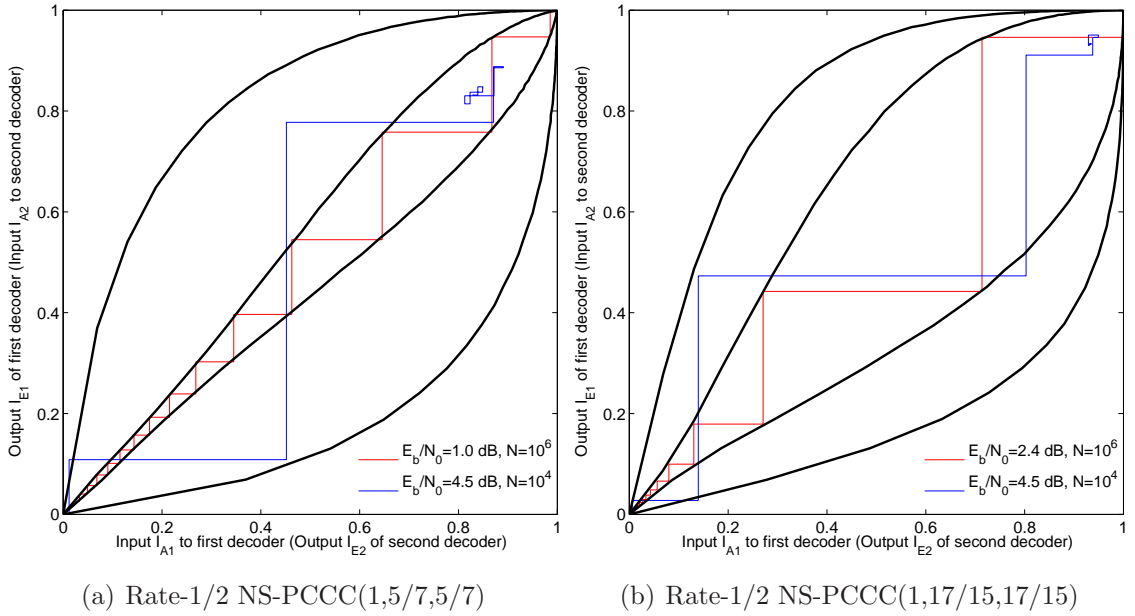 1
0.8
0.6
0.4
0.2
0
0 0.2 0.4 0.6 0.8 1
Output I_E1 of first decoder (Input I_A2 to second decoder)
Input I_A1 to first decoder (Output I_E2 of second decoder)
E_b/N_0=1.0 dB, N=10^6
E_b/N_0=4.5 dB, N=10^4
(a) Rate-1/2 NS-PCCC(1,5/7,5/7)
1
0.8
0.6
0.4
0.2
0
0 0.2 0.4 0.6 0.8 1
Output I_E1 of first decoder (Input I_A2 to second decoder)
Input I_A1 to first decoder (Output I_E2 of second decoder)
E_b/N_0=2.4 dB, N=10^6
E_b/N_0=4.5 dB, N=10^4
(b) Rate-1/2 NS-PCCC(1,17/15,17/15)